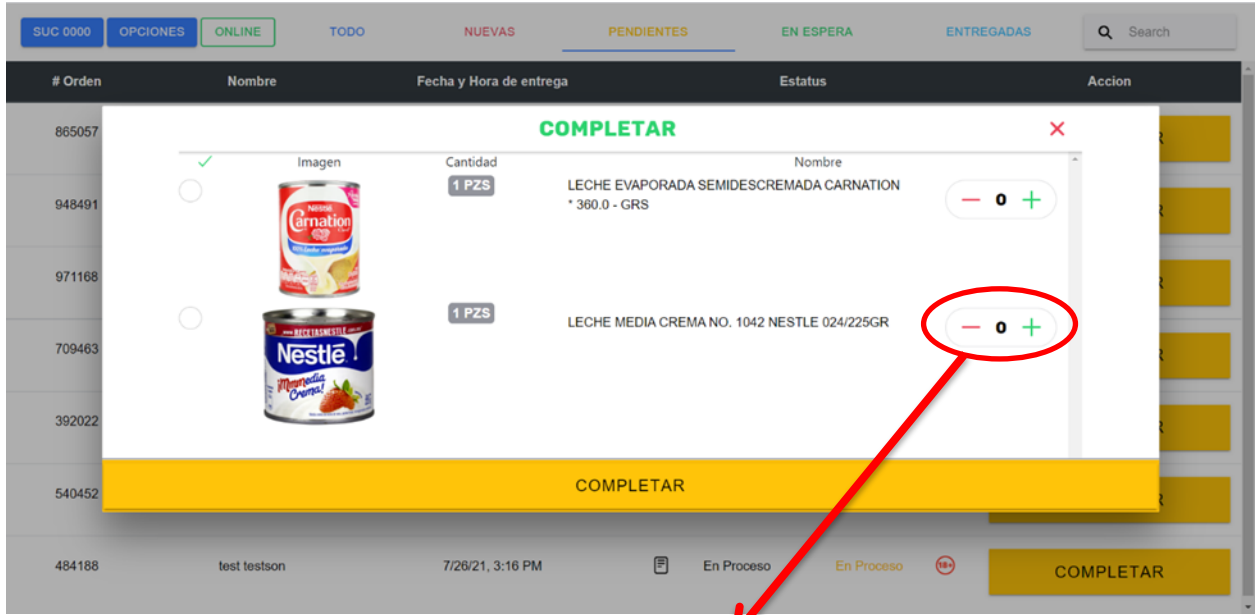 SUC 0000 OPCIONES ONLINE TODO NUEVAS PENDIENTES EN ESPERA ENTREGADAS Search
# Orden Nombre Fecha y Hora de entrega Estatus Accion
COMPLETAR
865057
Imagen Cantidad Nombre
1 PZS LECHE EVAPORADA SEMIDESCREMADA CARNATION
* 360.0 - GRS
0
948491
Nestlé
Carnation
971168
1 PZS LECHE MEDIA CREMA NO. 1042 NESTLE 024/225GR 0
RECETASNESTLE
Nestlé
709463
¡Mmmmedia
Crema!
392022
COMPLETAR
540452
484188 test testson 7/26/21, 3:16 PM En Proceso En Proceso 18+ COMPLETAR